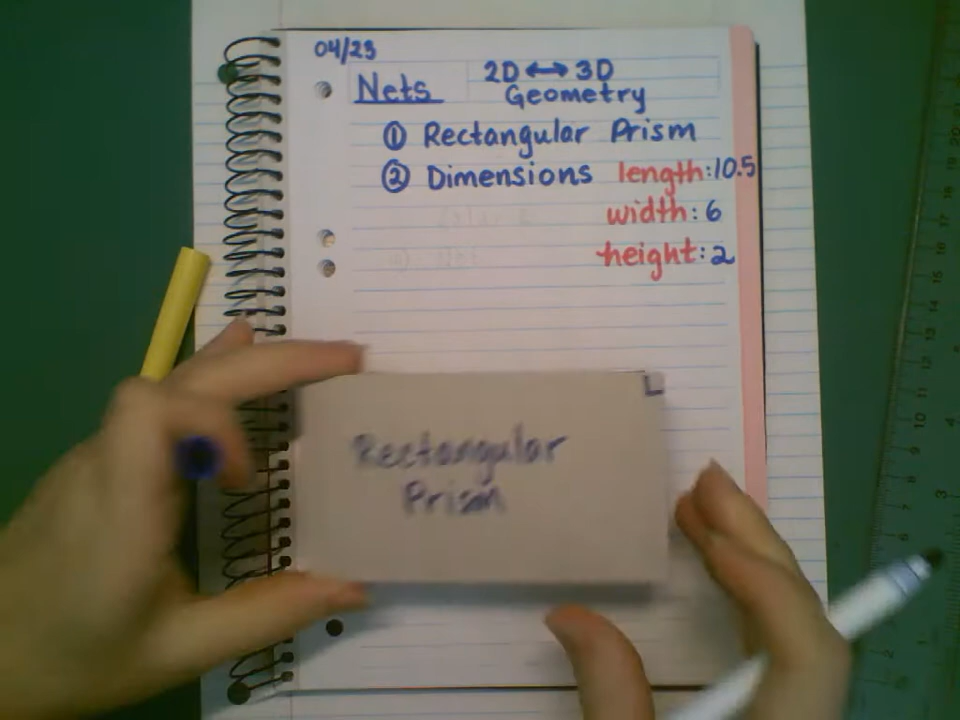 04/23
Nets 2D ↔ 3D
Geometry
① Rectangular Prism
② Dimensions length: 10.5
width: 6
height: 2
Rectangular
Prism